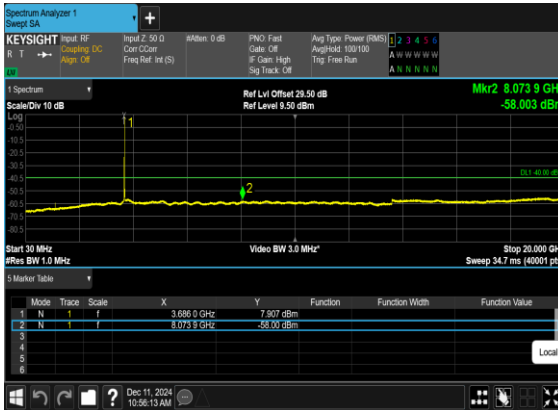 Spectrum Analyzer 1
Swept SA
+
KEYSIGHT Input: RF Input Z: 50 Ω #Atten: 0 dB PNO: Fast Avg Type: Power (RMS) 1 2 3 4 5 6
R T Coupling: DC Corr CCorr Gate: Off Avg|Hold: 100/100 A W W W W W
Align: Off Freq Ref: Int (S) IF Gain: High Trig: Free Run
Sig Track: Off A N N N N N
1 Spectrum
Ref Lvl Offset 29.50 dB Mkr2 8.073 9 GH
Scale/Div 10 dB Ref Level 9.50 dBm -58.003 dBr
Log
-0.50
1
-10.5
-20.5
-30.5
DL1 -40.00 dB
-40.5
-50.5
2
-60.5
-70.5
-80.5
Start 30 MHz Video BW 3.0 MHz* Stop 20.000 GH
#Res BW 1.0 MHz Sweep 34.7 ms (40001 pt
5 Marker Table
Mode Trace Scale X Y Function Function Width Function Value
1 N 1 f 3.686 0 GHz 7.907 dBm
2 N 1 f 8.073 9 GHz -58.00 dBm
3
4
5
6
Local
? Dec 11, 2024
10:56:13 AM